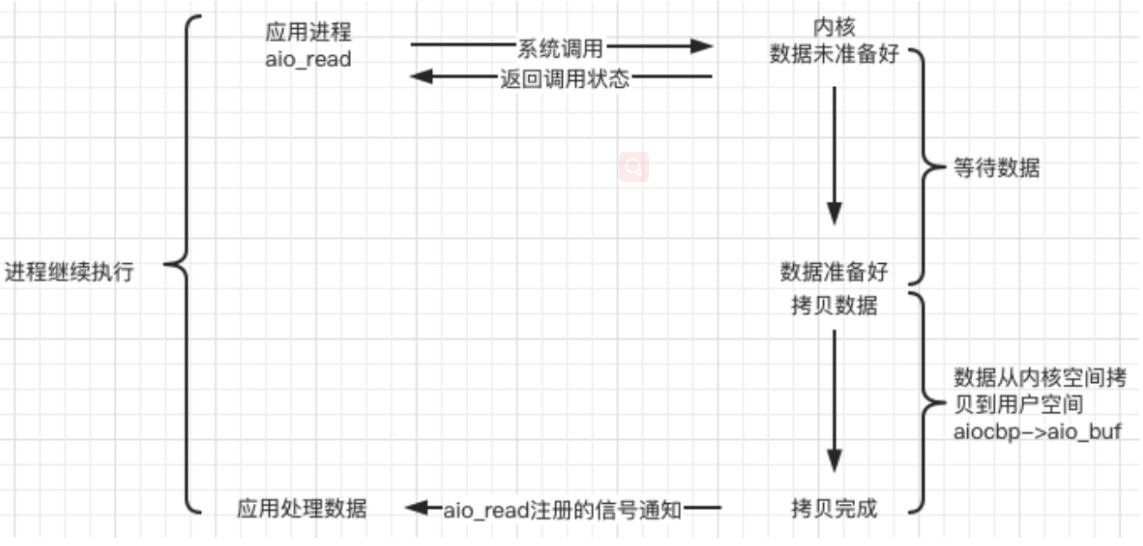 应用进程
aio_read
系统调用
返回调用状态
内核
数据未准备好
等待数据
进程继续执行
数据准备好
拷贝数据
数据从内核空间拷
贝到用户空间
aiocbp->aio_buf
应用处理数据
aio_read注册的信号通知
拷贝完成